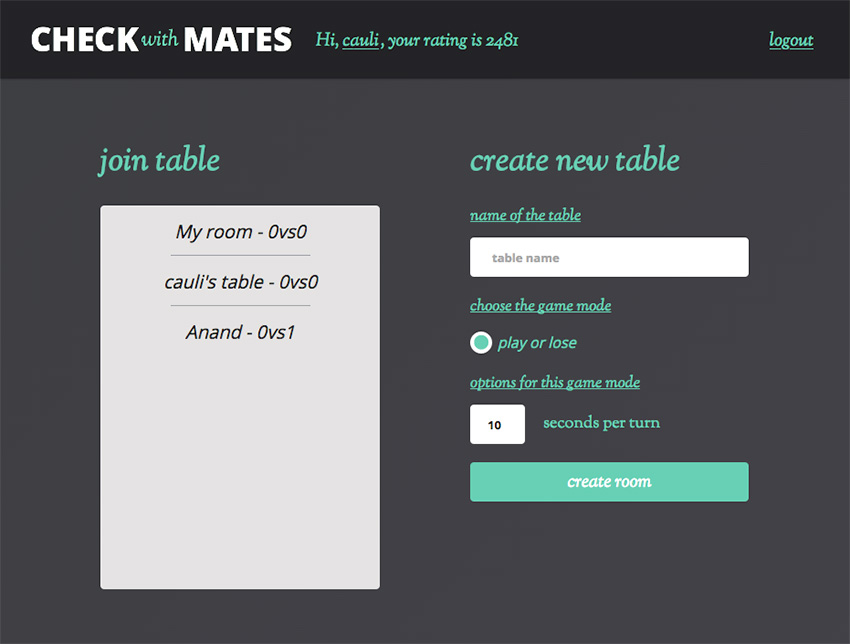 CHECK with MATES
Hi, cauli, your rating is 2481
logout
join table
My room - 0vs0
cauli's table - 0vs0
Anand - 0vs1
create new table
name of the table
table name
choose the game mode
play or lose
options for this game mode
10 seconds per turn
create room